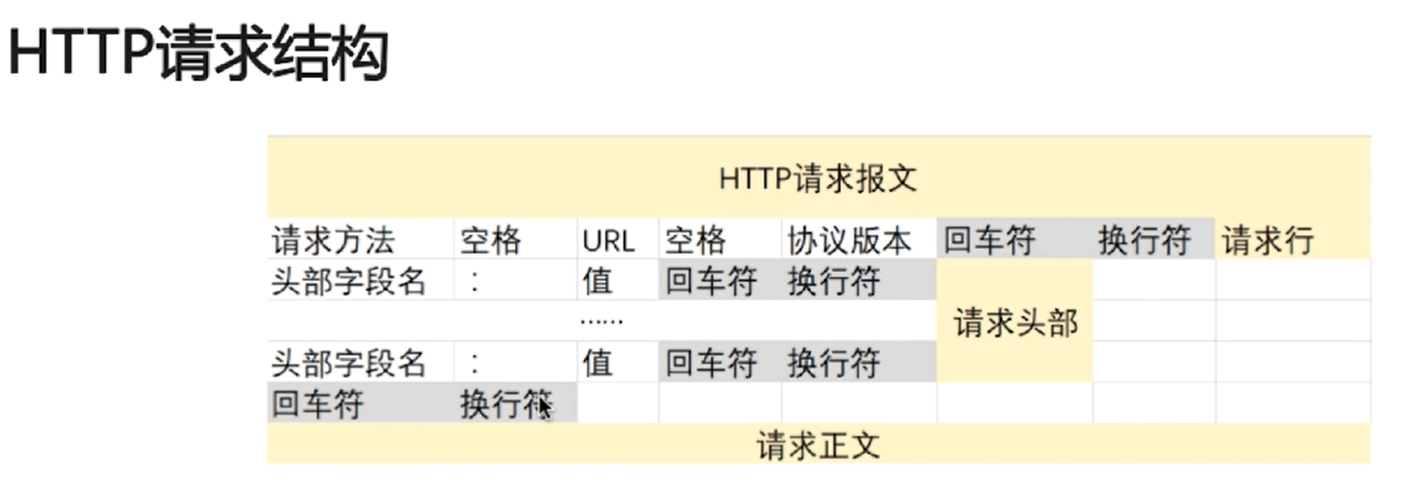 HTTP请求结构
HTTP请求报文
请求方法 空格 URL 空格 协议版本 回车符 换行符 请求行
头部字段名 : 值 回车符 换行符
请求头部
……
头部字段名 : 值 回车符 换行符
回车符 换行符
请求正文